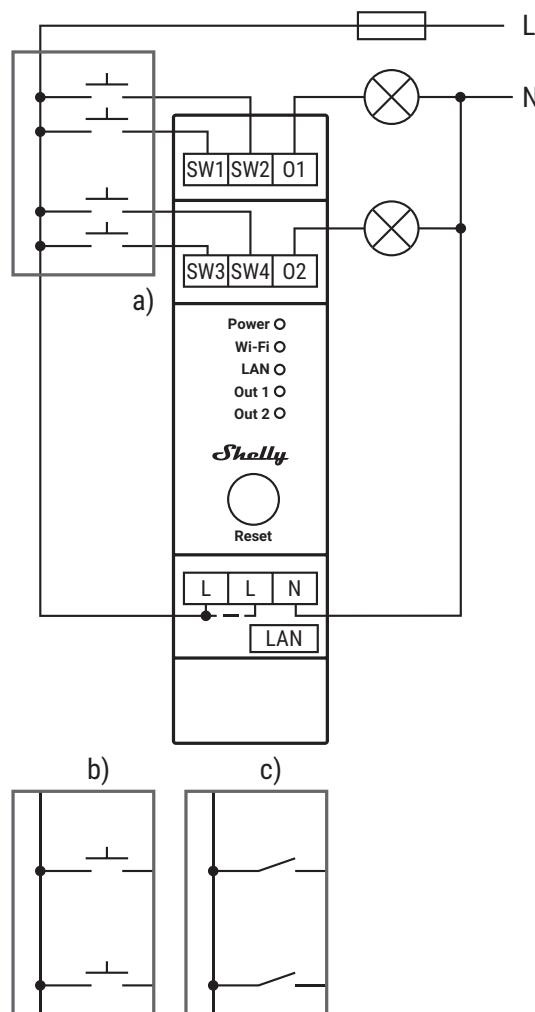 L
N
SW1 SW2 O1
SW3 SW4 O2
a)
Power
Wi-Fi
LAN
Out 1
Out 2
Shelly
Reset
L L N
LAN
b) c)